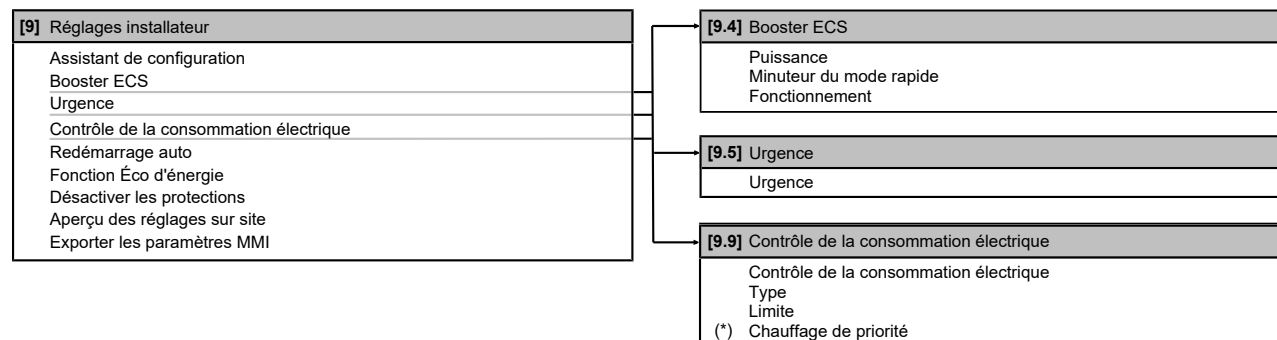 [9] Réglages installateur
Assistant de configuration
Booster ECS
Urgence
Contrôle de la consommation électrique
Redémarrage auto
Fonction Éco d'énergie
Désactiver les protections
Aperçu des réglages sur site
Exporter les paramètres MMI
[9.4] Booster ECS
Puissance
Minuteur du mode rapide
Fonctionnement
[9.5] Urgence
Urgence
[9.9] Contrôle de la consommation électrique
Contrôle de la consommation électrique
Type
Limite
(*) Chauffage de priorité